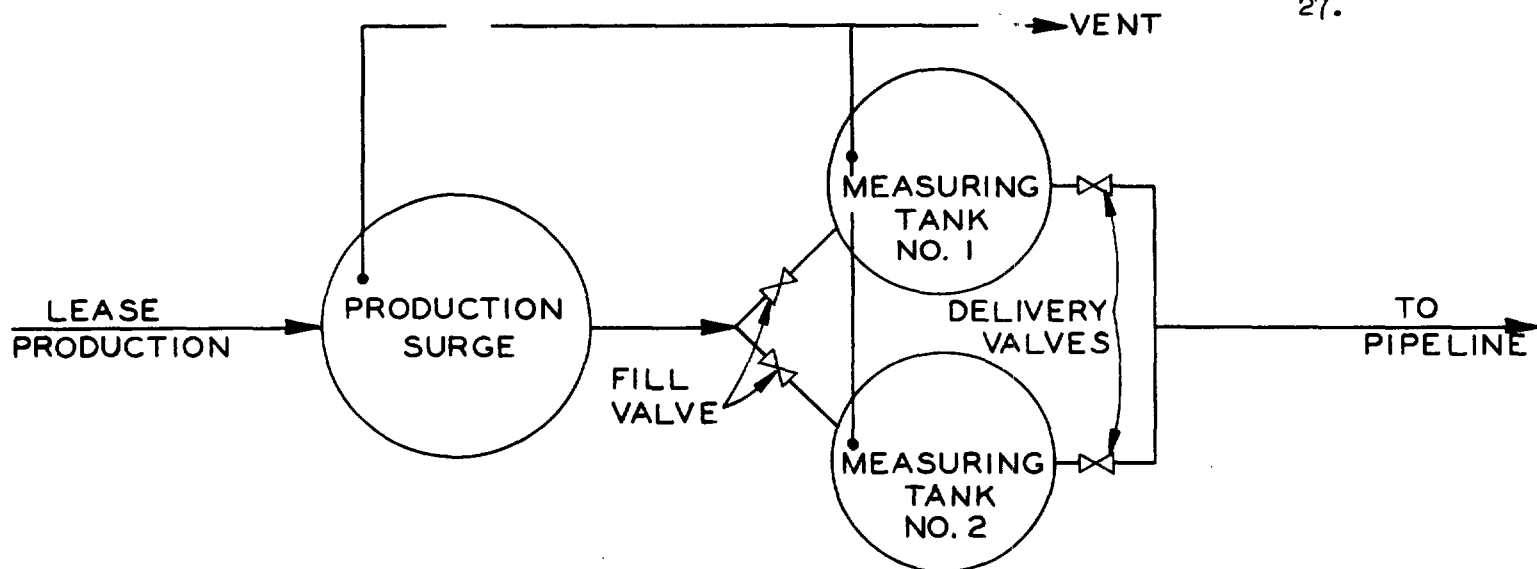 27.
VENT
MEASURING
TANK
NO. 1
LEASE
PRODUCTION
PRODUCTION
SURGE
FILL
VALVE
DELIVERY
VALVES
TO
PIPELINE
MEASURING
TANK
NO. 2